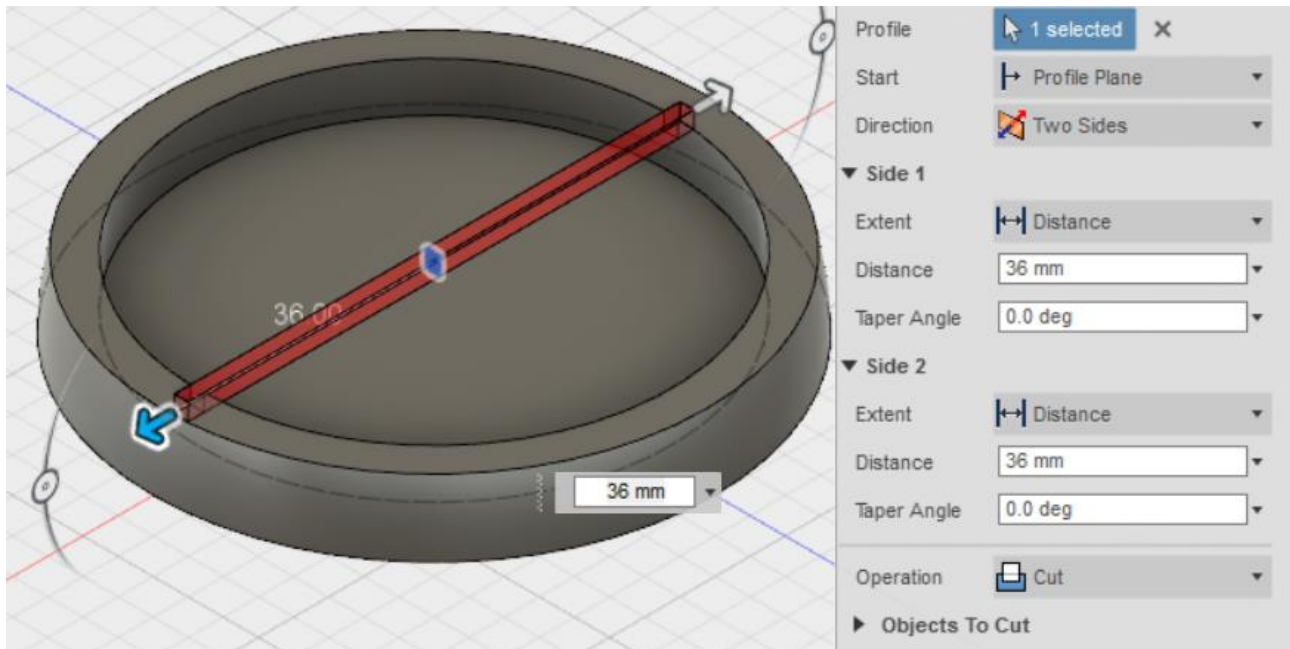 Profile 1 selected
Start Profile Plane
Direction Two Sides
Side 1
Extent Distance
Distance 36 mm
Taper Angle 0.0 deg
Side 2
Extent Distance
Distance 36 mm
Taper Angle 0.0 deg
Operation Cut
Objects To Cut
36.00
36 mm